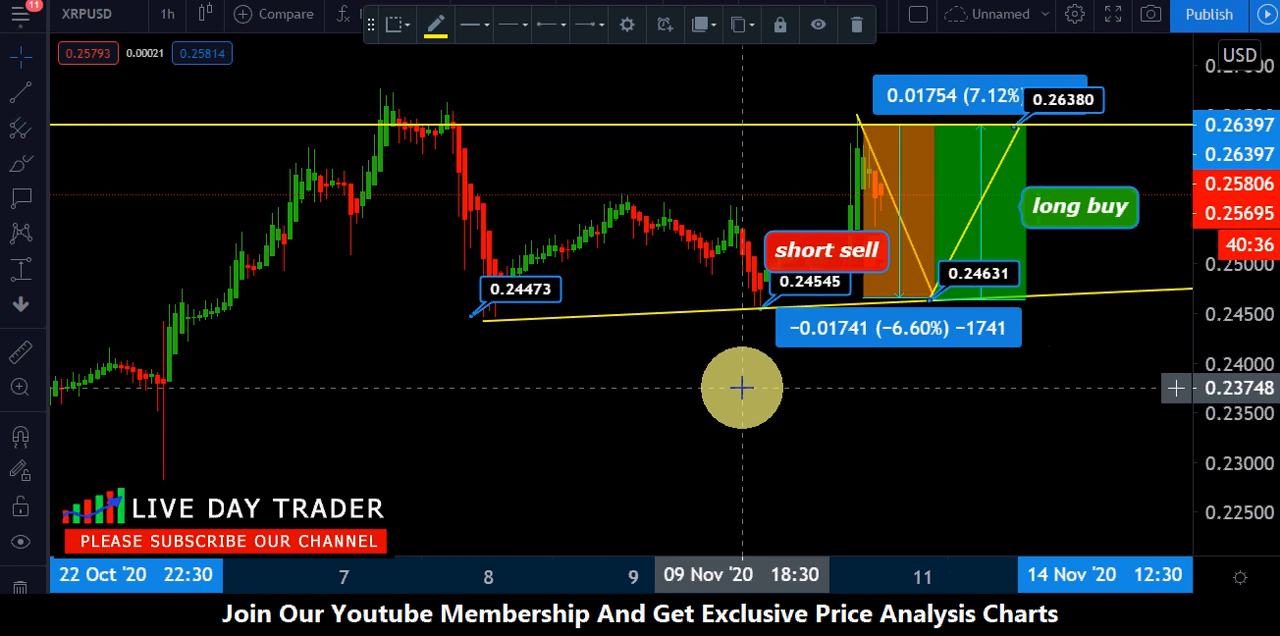 11
XRPUSD 1h Compare Unnamed Publish
0.25793 0.00021 0.25814
USD
0.01754 (7.12%)
0.26380
0.26397
0.26397
0.25806
0.25695
40:36
long buy
short sell
0.24545
0.24631
0.24473
0.25000
−0.01741 (−6.60%) −1741
0.24500
0.24000
0.23748
0.23500
0.23000
0.22500
LIVE DAY TRADER
PLEASE SUBSCRIBE OUR CHANNEL
22 Oct '20 22:30 7 8 9 09 Nov '20 18:30 11 14 Nov '20 12:30
Join Our Youtube Membership And Get Exclusive Price Analysis Charts